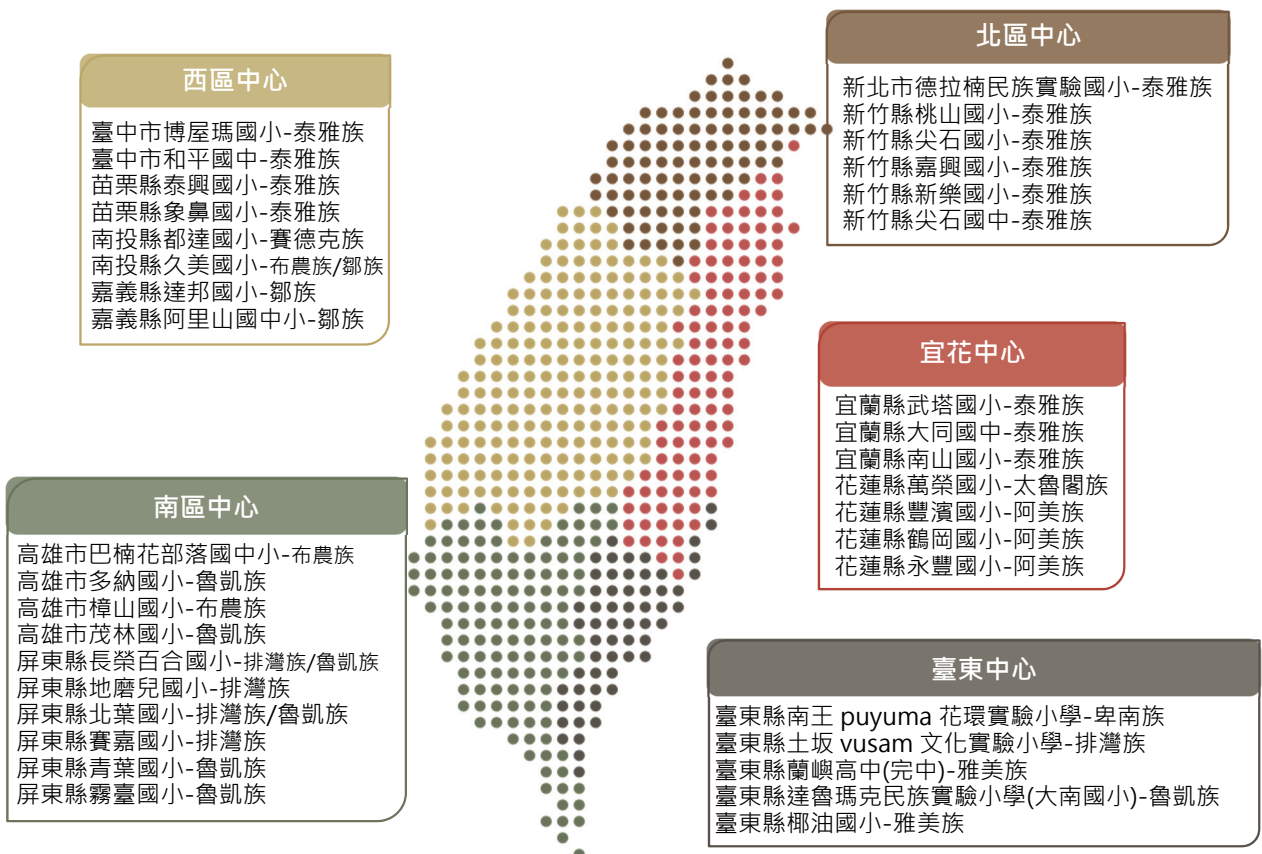 西區中心
臺中市博屋瑪國小-泰雅族
臺中市和平國中-泰雅族
苗栗縣泰興國小-泰雅族
苗栗縣象鼻國小-泰雅族
南投縣都達國小-賽德克族
南投縣久美國小-布農族/鄒族
嘉義縣達邦國小-鄒族
嘉義縣阿里山國中小-鄒族
北區中心
新北市德拉楠民族實驗國小-泰雅族
新竹縣桃山國小-泰雅族
新竹縣尖石國小-泰雅族
新竹縣嘉興國小-泰雅族
新竹縣新樂國小-泰雅族
新竹縣尖石國中-泰雅族
宜花中心
宜蘭縣武塔國小-泰雅族
宜蘭縣大同國中-泰雅族
宜蘭縣南山國小-泰雅族
花蓮縣萬榮國小-太魯閣族
花蓮縣豐濱國小-阿美族
花蓮縣鶴岡國小-阿美族
花蓮縣永豐國小-阿美族
南區中心
高雄市巴楠花部落國中小-布農族
高雄市多納國小-魯凱族
高雄市樟山國小-布農族
高雄市茂林國小-魯凱族
屏東縣長榮百合國小-排灣族/魯凱族
屏東縣地磨兒國小-排灣族
屏東縣北葉國小-排灣族/魯凱族
屏東縣賽嘉國小-排灣族
屏東縣青葉國小-魯凱族
屏東縣霧臺國小-魯凱族
臺東中心
臺東縣南王 puyuma 花環實驗小學-卑南族
臺東縣土坂 vusam 文化實驗小學-排灣族
臺東縣蘭嶼高中(完中)-雅美族
臺東縣達魯瑪克民族實驗小學(大南國小)-魯凱族
臺東縣椰油國小-雅美族